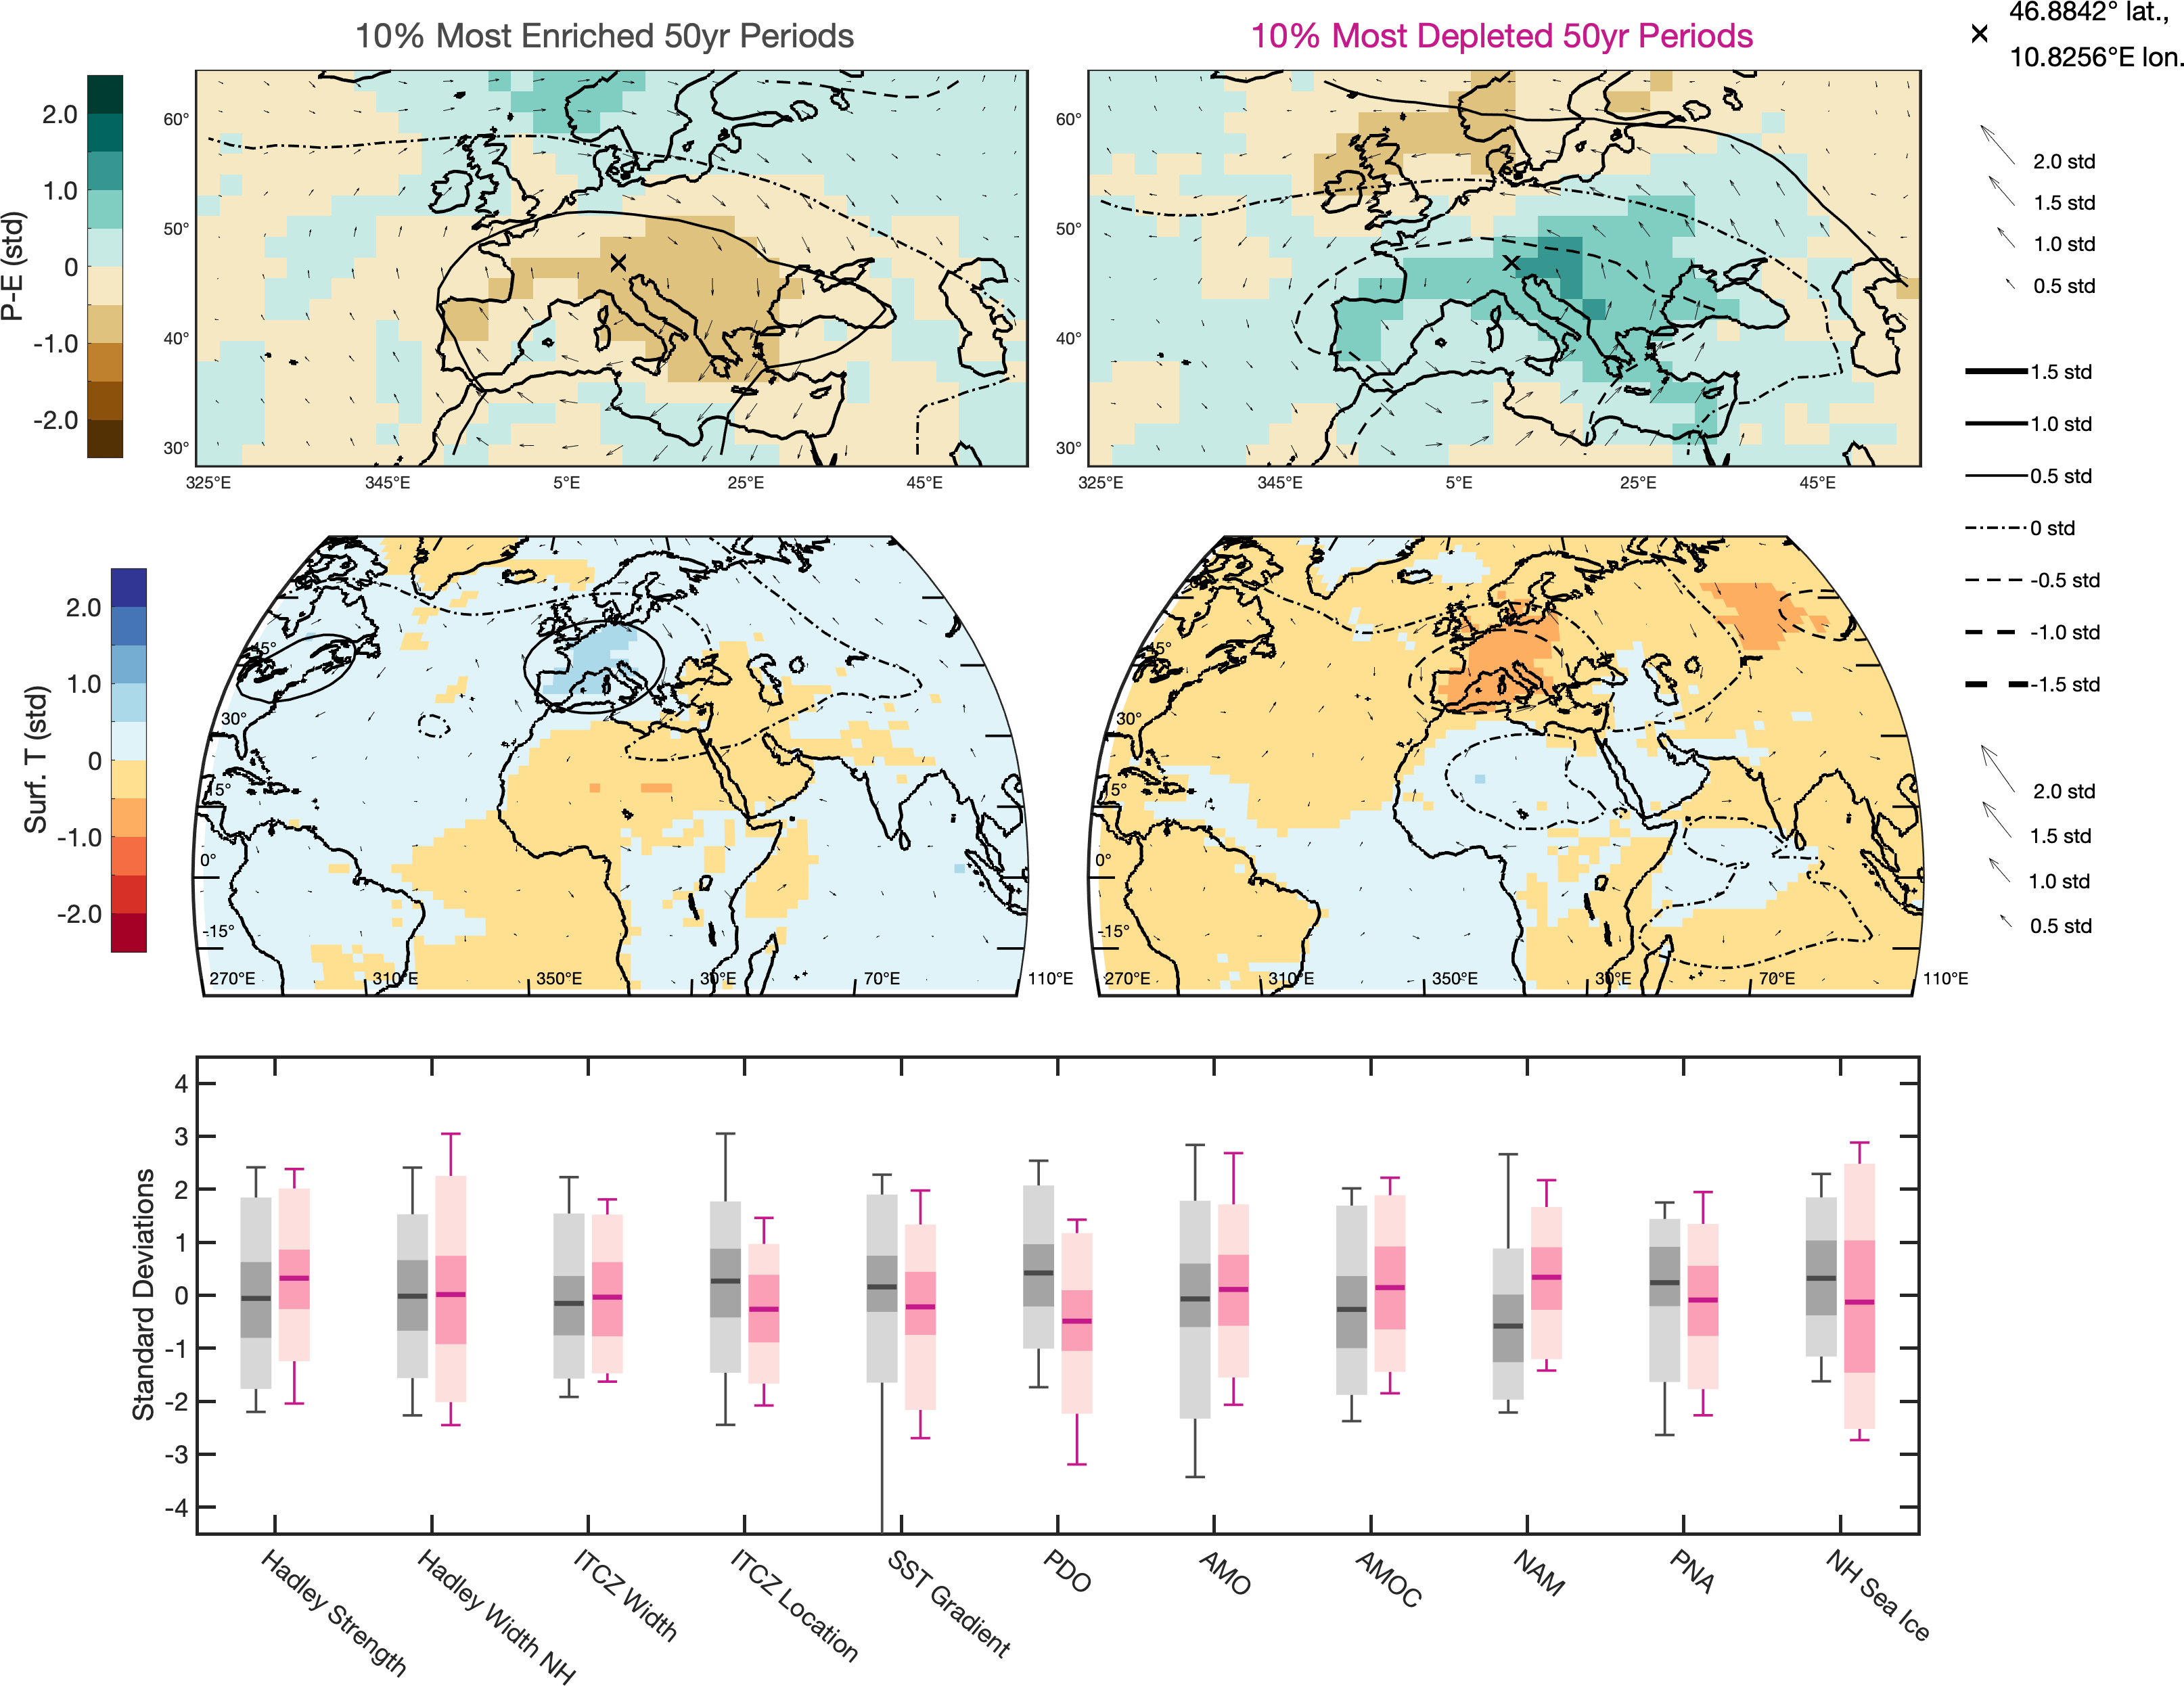 10% Most Enriched 50yr Periods
10% Most Depleted 50yr Periods
46.8842° lat.,
10.8256°E lon.
P-E (std)
2.0
1.0
0
-1.0
-2.0
60°
50°
40°
30°
325°E 345°E 5°E 25°E 45°E
60°
50°
40°
30°
325°E 345°E 5°E 25°E 45°E
2.0 std
1.5 std
1.0 std
0.5 std
1.5 std
1.0 std
0.5 std
0 std
-0.5 std
-1.0 std
-1.5 std
Surf. T (std)
2.0
1.0
0
-1.0
-2.0
45°
30°
15°
0°
-15°
270°E 310°E 350°E 30°E 70°E 110°E
45°
30°
15°
0°
-15°
270°E 310°E 350°E 30°E 70°E 110°E
2.0 std
1.5 std
1.0 std
0.5 std
Standard Deviations
4
3
2
1
0
-1
-2
-3
-4
Hadley Strength
Hadley Width NH
ITCZ Width
ITCZ Location
SST Gradient
PDO
AMO
AMOC
NAM
PNA
NH Sea Ice